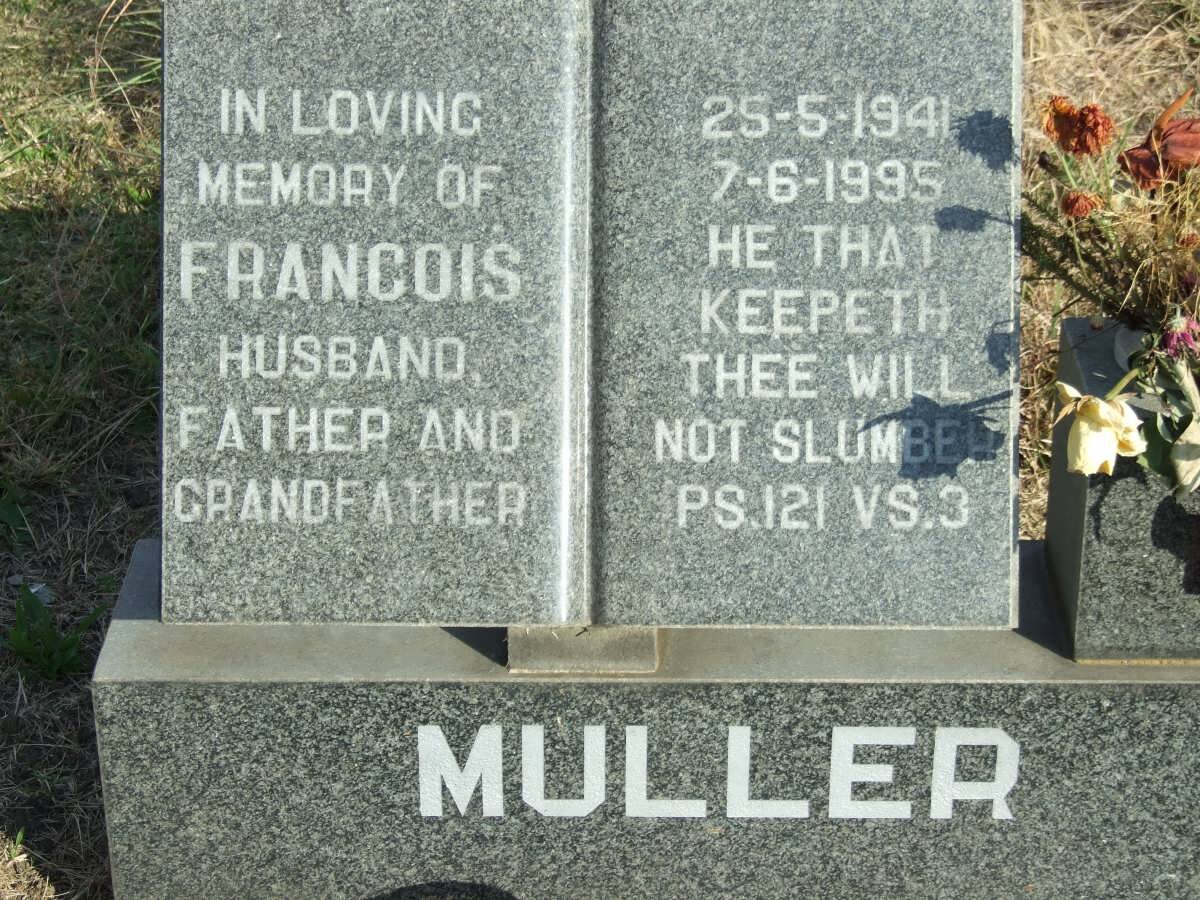 IN LOVING
MEMORY OF
FRANCOIS
HUSBAND,
FATHER AND
GRANDFATHER
25-5-1941
7-6-1995
HE THAT
KEEPETH
THEE WILL
NOT SLUMBER
PS.121 VS.3
MULLER